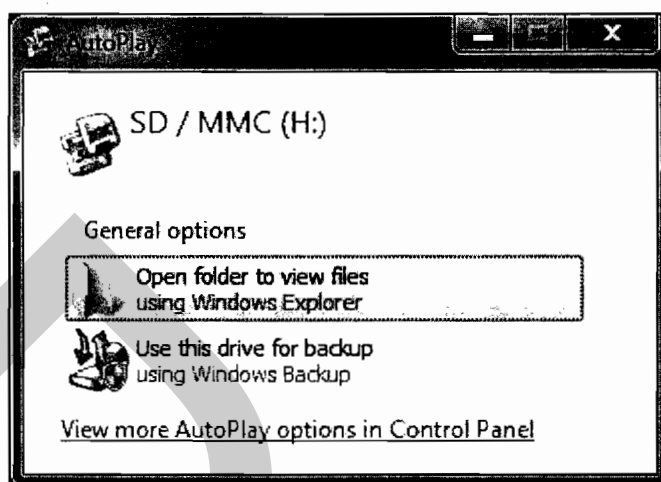 AutoPlay
SD / MMC (H:)
General options
Open folder to view files
using Windows Explorer
Use this drive for backup
using Windows Backup
View more AutoPlay options in Control Panel